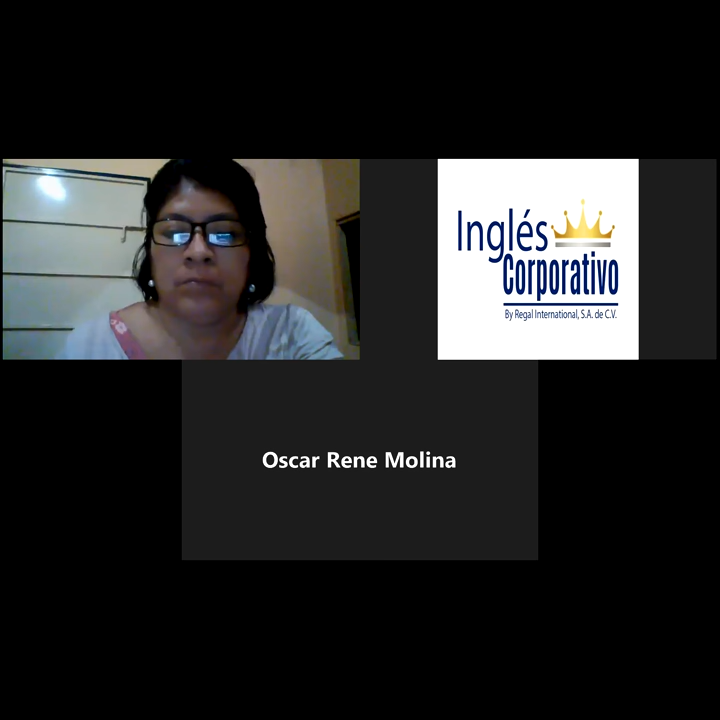 Inglés
Corporativo
By Regal International, S.A. de C.V.
Oscar Rene Molina